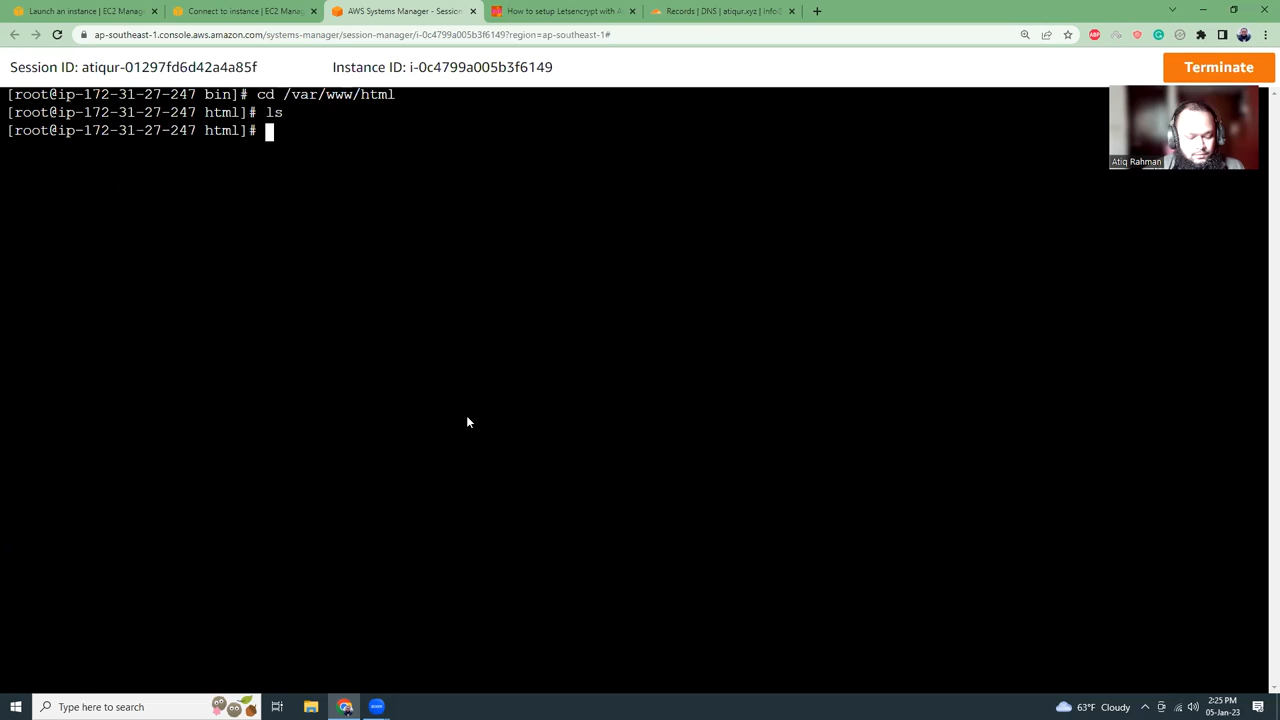 Launch an instance | EC2 Manag
Connect to instance | EC2 Manag
AWS Systems Manager - Session
How to setup Letsencrypt with A
Records | DNS | atiqur.xyz | Info@
ap-southeast-1.console.aws.amazon.com/systems-manager/session-manager/i-0c4799a005b3f6149?region=ap-southeast-1#
Session ID: atiqur-01297fd6d42a4a85f
Instance ID: i-0c4799a005b3f6149
Terminate
[root@ip-172-31-27-247 bin]# cd /var/www/html
[root@ip-172-31-27-247 html]# ls
[root@ip-172-31-27-247 html]#
Atiq Rahman
Type here to search
zoom
63°F Cloudy
2:25 PM
05-Jan-23